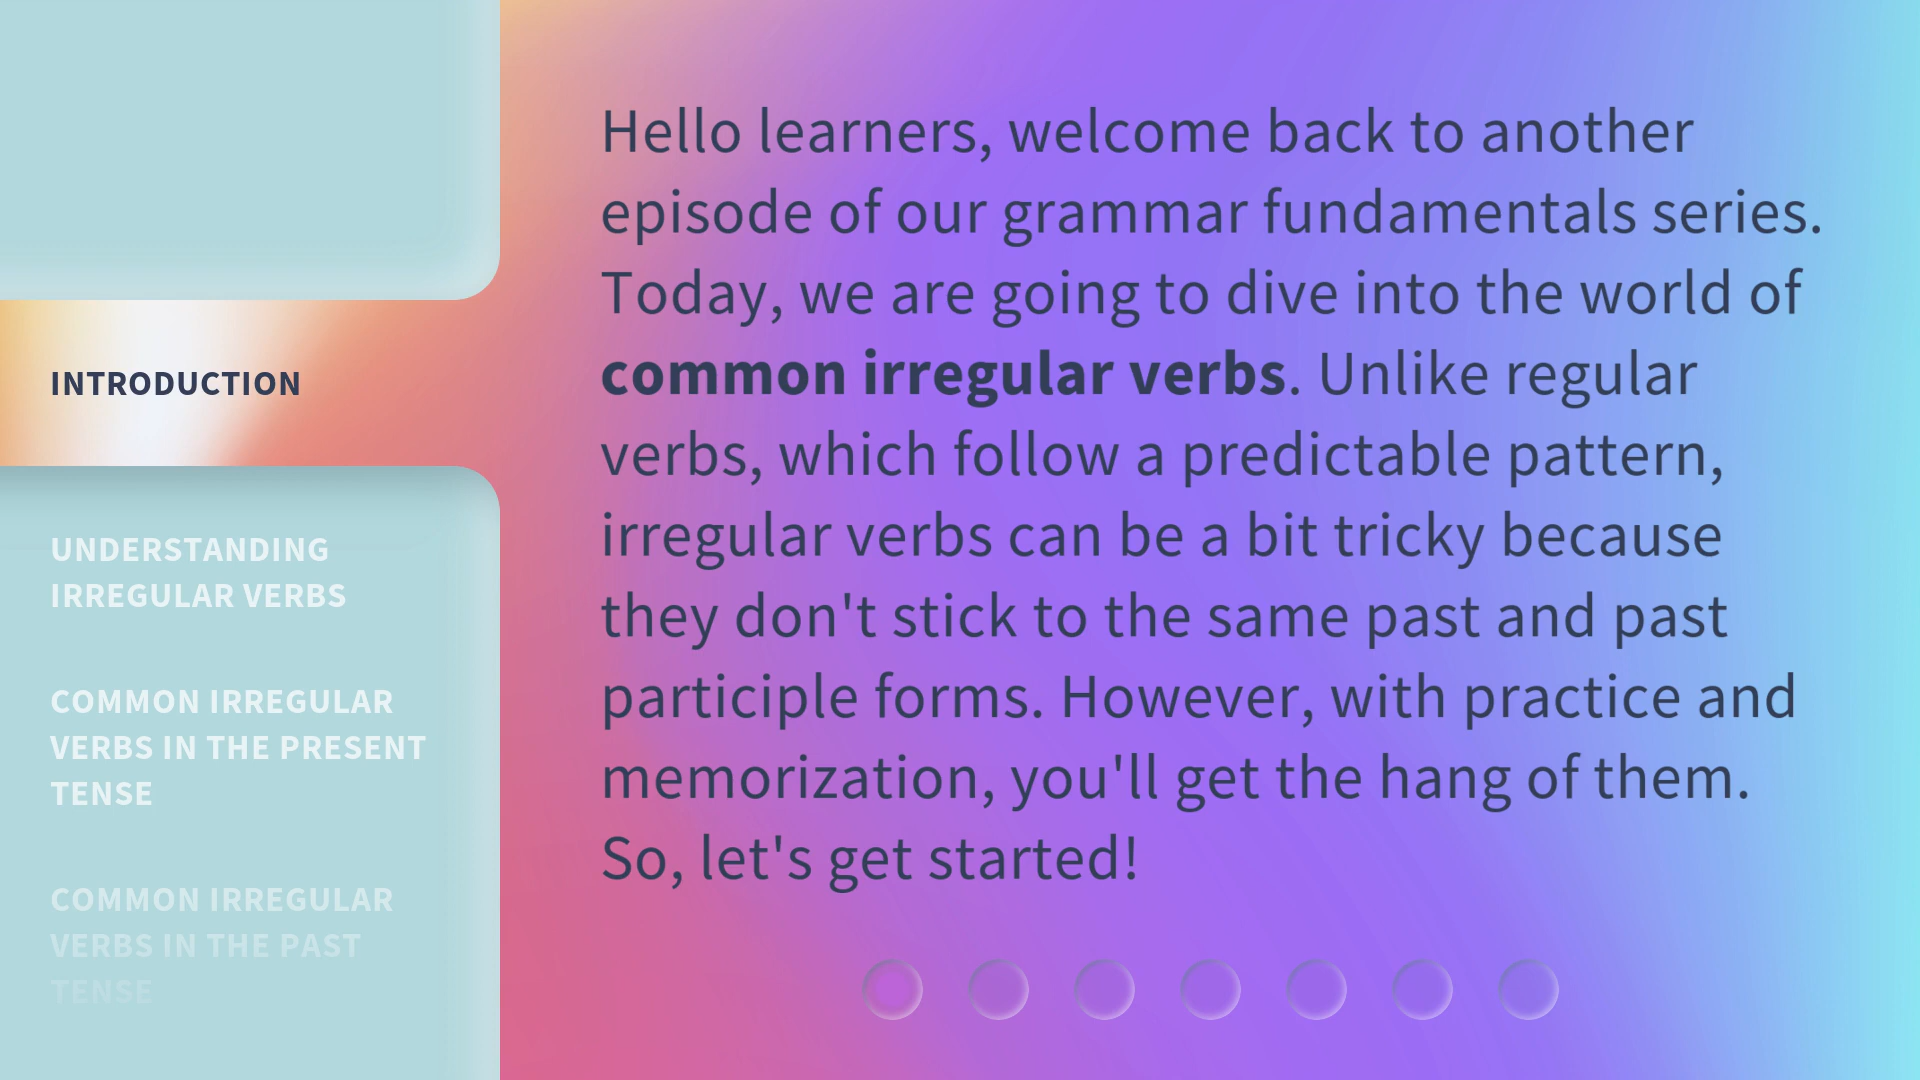 INTRODUCTION
UNDERSTANDING
IRREGULAR VERBS
COMMON IRREGULAR
VERBS IN THE PRESENT
TENSE
COMMON IRREGULAR
VERBS IN THE PAST
TENSE
Hello learners, welcome back to another
episode of our grammar fundamentals series.
Today, we are going to dive into the world of
common irregular verbs. Unlike regular
verbs, which follow a predictable pattern,
irregular verbs can be a bit tricky because
they don't stick to the same past and past
participle forms. However, with practice and
memorization, you'll get the hang of them.
So, let's get started!